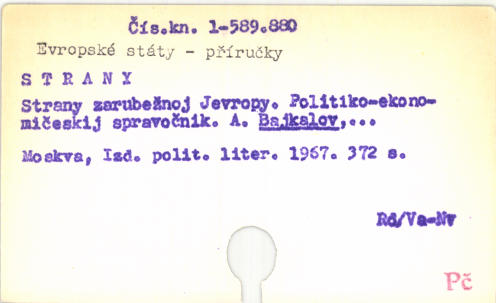 Čís.kn. 1-589.880
Evropské státy - příručky
S T R A N Y
Strany zarubežnoj Jevropy. Politiko-ekono-
mičeskij spravočnik. A. Bajkalov,...
Moskva, Izd. polit. liter. 1967. 372 s.
Rd/Va-Nv
Pč